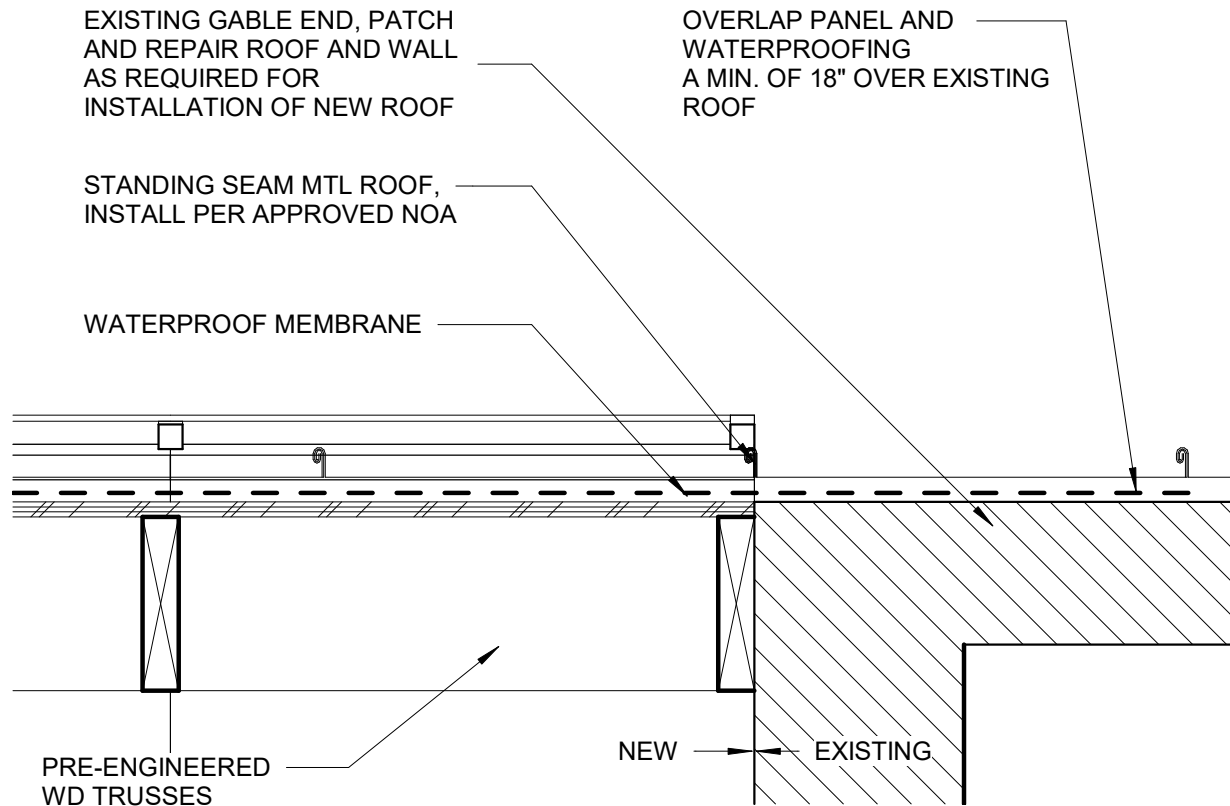 EXISTING GABLE END, PATCH
AND REPAIR ROOF AND WALL
AS REQUIRED FOR
INSTALLATION OF NEW ROOF
OVERLAP PANEL AND
WATERPROOFING
A MIN. OF 18" OVER EXISTING
ROOF
STANDING SEAM MTL ROOF,
INSTALL PER APPROVED NOA
WATERPROOF MEMBRANE
NEW
EXISTING
PRE-ENGINEERED
WD TRUSSES